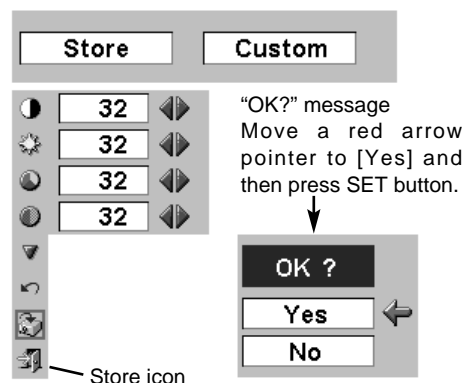 Store Custom
32
32
32
32
“OK?” message
Move a red arrow
pointer to [Yes] and
then press SET button.
OK ?
Yes
No
Store icon